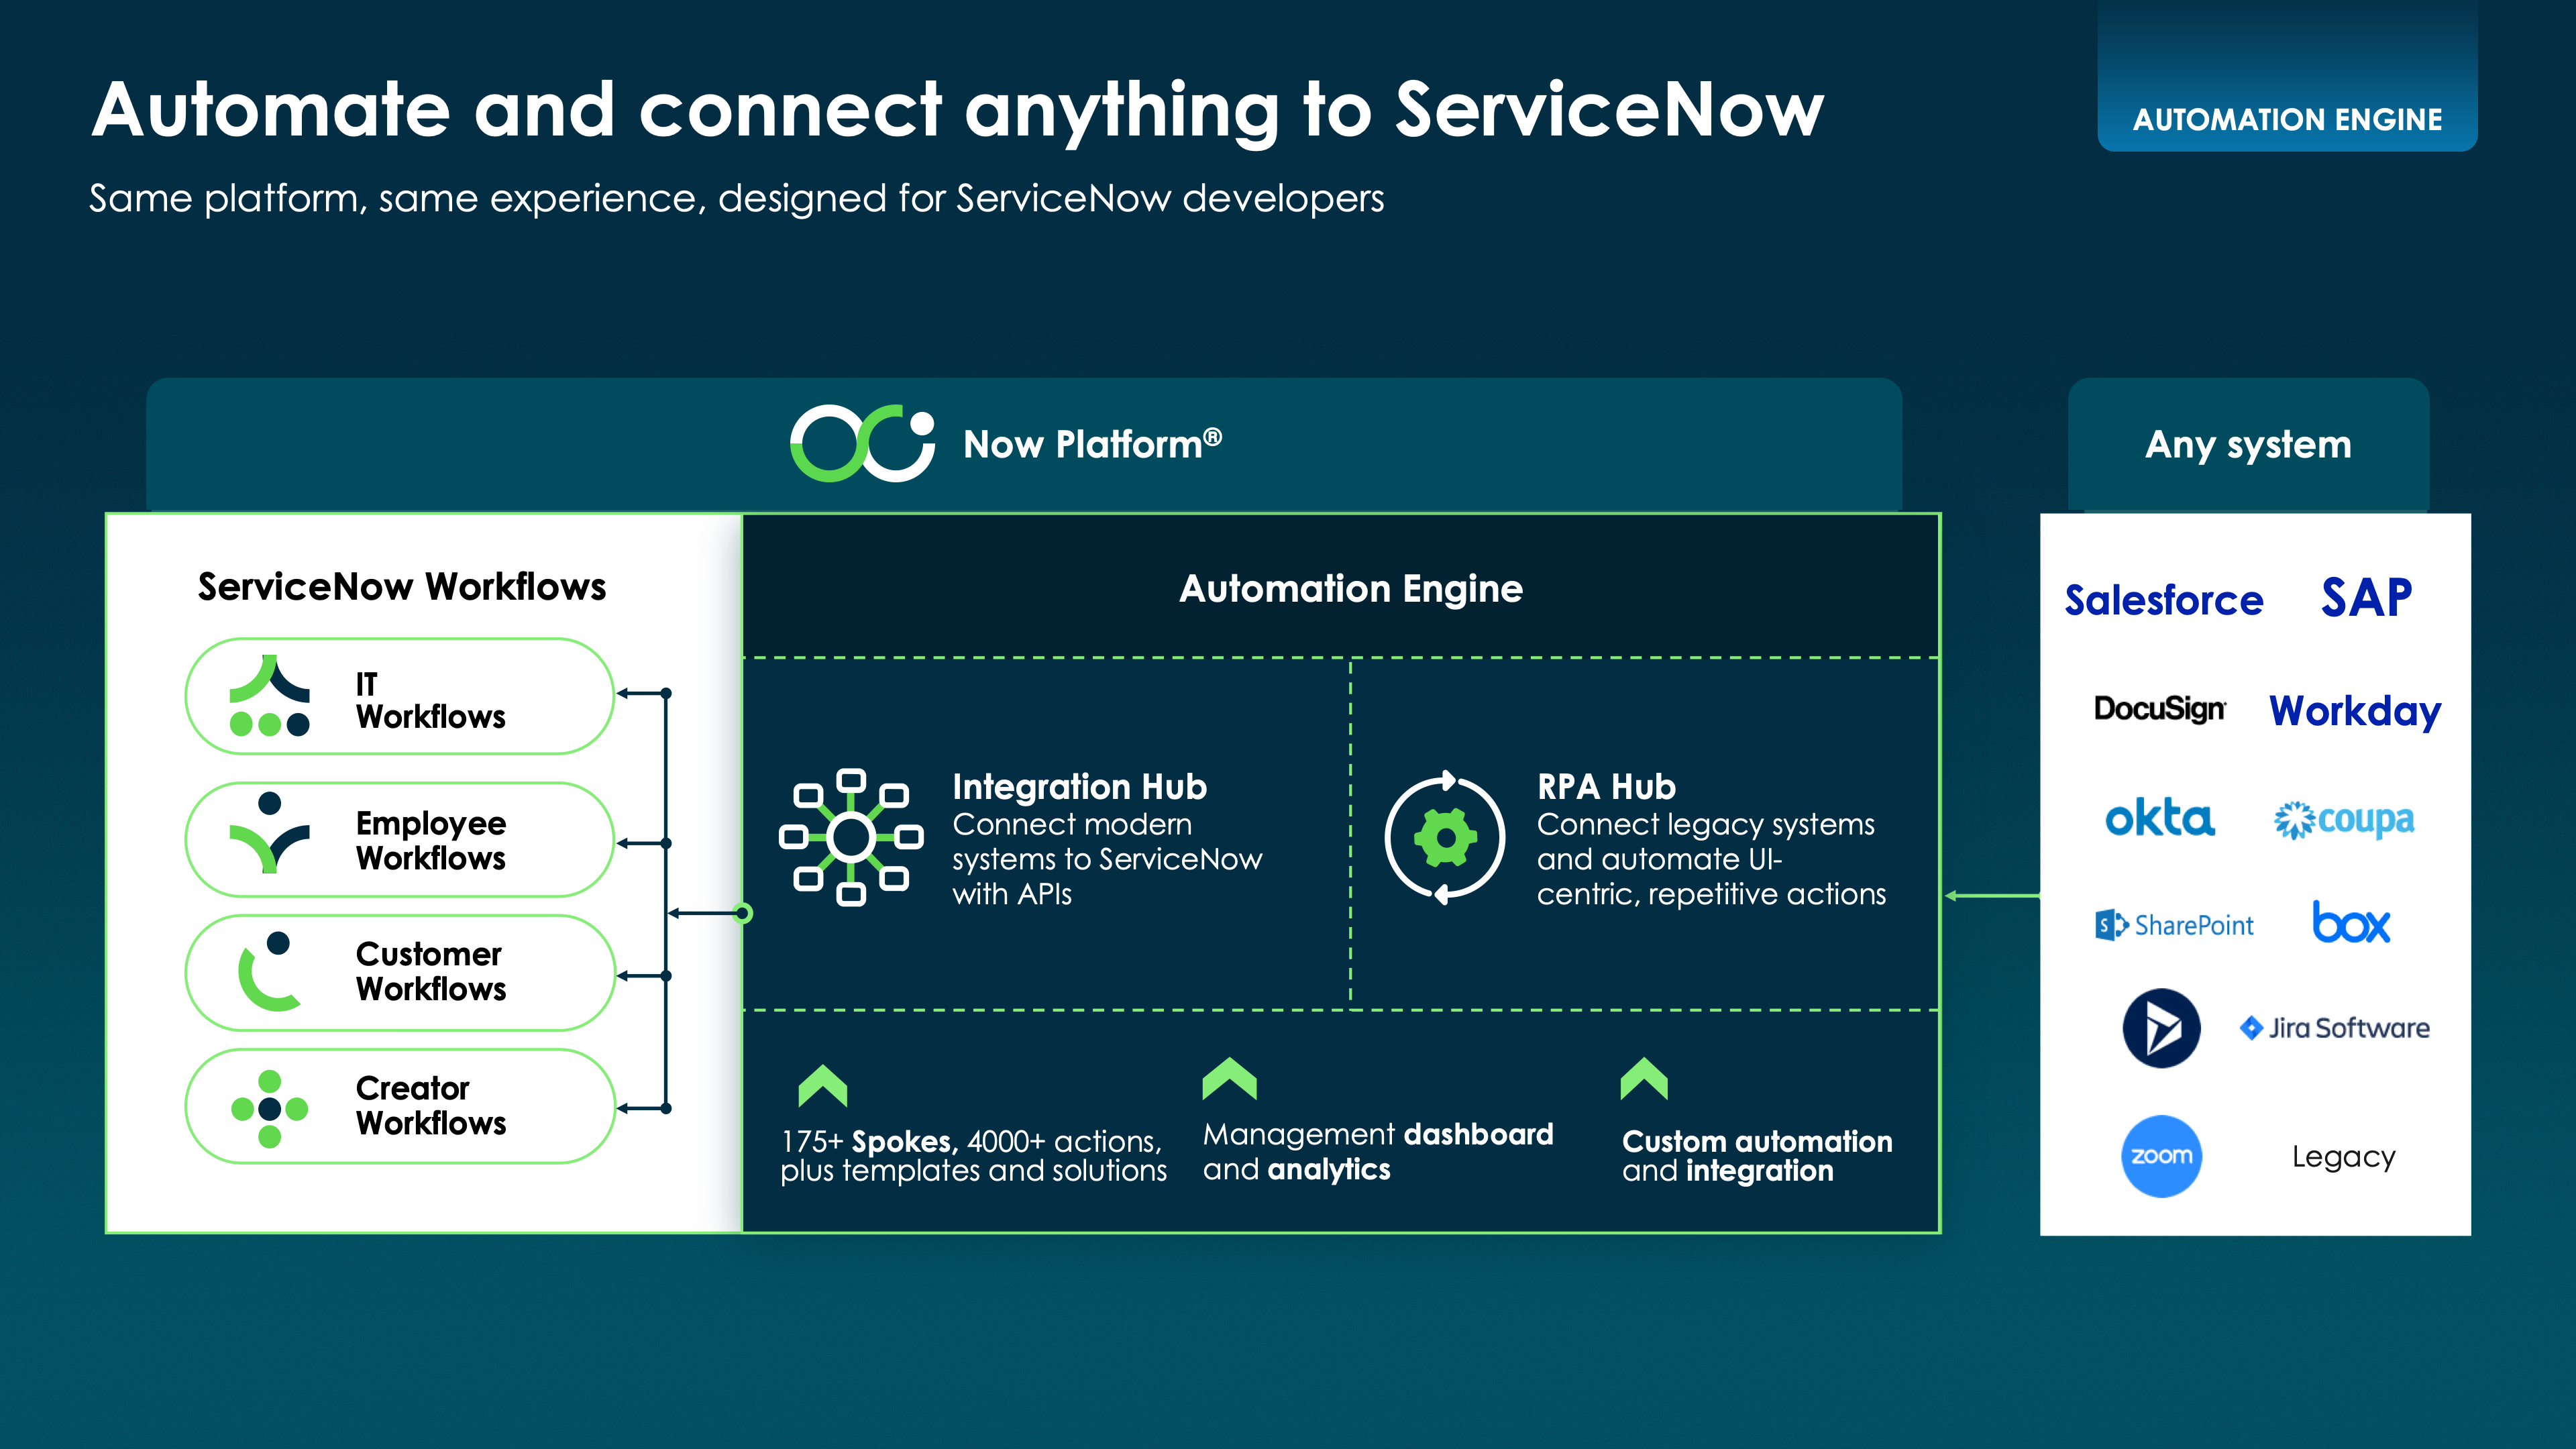 Automate and connect anything to ServiceNow
AUTOMATION ENGINE
Same platform, same experience, designed for ServiceNow developers
Now Platform®
Any system
ServiceNow Workflows
IT
Workflows
Employee
Workflows
Customer
Workflows
Creator
Workflows
Automation Engine
Integration Hub
Connect modern
systems to ServiceNow
with APIs
RPA Hub
Connect legacy systems
and automate UI-
centric, repetitive actions
175+ Spokes, 4000+ actions,
plus templates and solutions
Management dashboard
and analytics
Custom automation
and integration
Salesforce
SAP
DocuSign
Workday
okta
coupa
S
SharePoint
box
Jira Software
zoom
Legacy